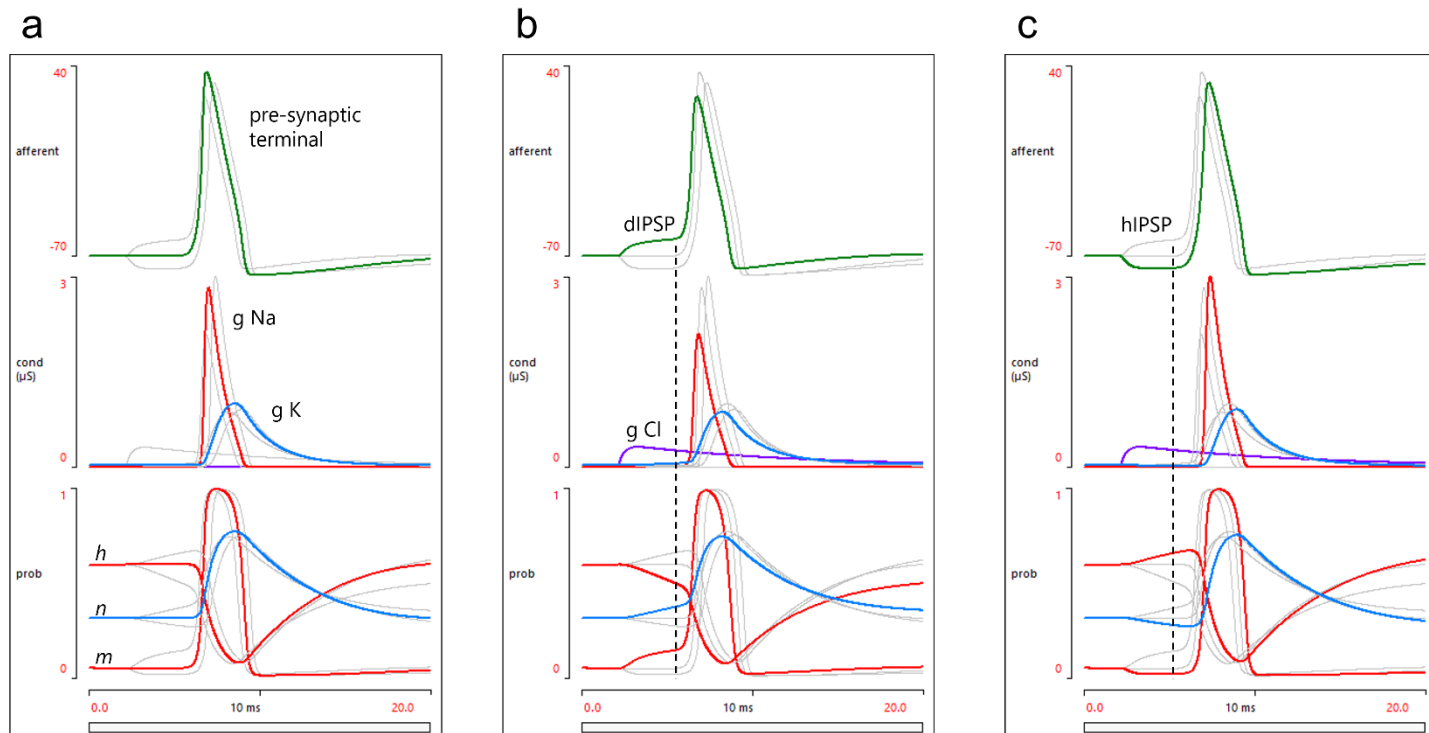 a
40
afferent
-70
pre-synaptic
terminal
3
cond
(µS)
0
g Na
g K
1
prob
0
h
n
m
0.0
10 ms
20.0
b
40
afferent
-70
dIPSP
3
cond
(µS)
0
g Cl
1
prob
0
0.0
10 ms
20.0
c
40
afferent
-70
hIPSP
3
cond
(µS)
0
1
prob
0
0.0
10 ms
20.0